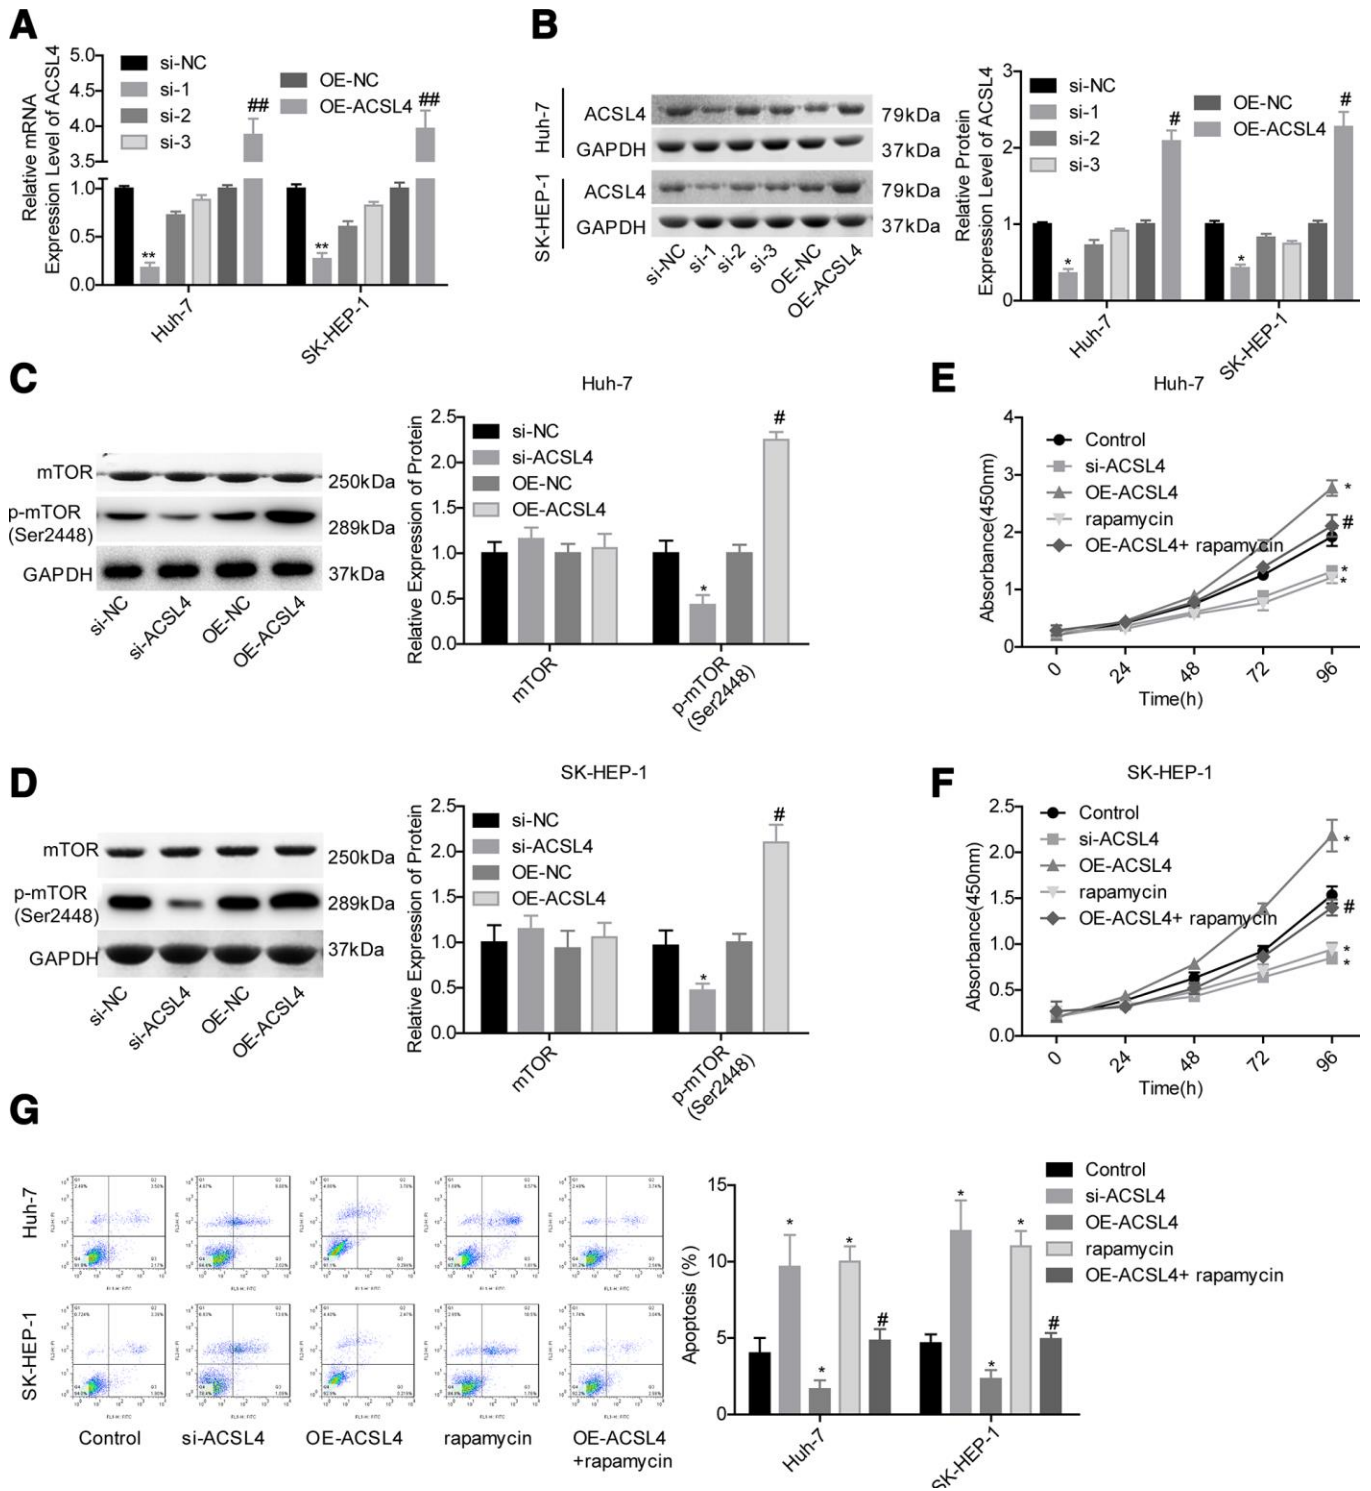 A
Relative mRNA
Expression Level of ACSL4
5.0
4.5
4.0
3.5
1.0
0.5
0.0
si-NC
si-1
si-2
si-3
OE-NC
OE-ACSL4
**
##
**
##
Huh-7
SK-HEP-1
B
Huh-7
SK-HEP-1
ACSL4
79kDa
GAPDH
37kDa
ACSL4
79kDa
GAPDH
37kDa
si-NC
si-1
si-2
si-3
OE-NC
OE-ACSL4
Relative Protein
Expression Level of ACSL4
3
2
1
0
si-NC
si-1
si-2
si-3
OE-NC
OE-ACSL4
*
#
*
#
Huh-7
SK-HEP-1
C
Huh-7
mTOR
250kDa
p-mTOR
(Ser2448)
289kDa
GAPDH
37kDa
si-NC
si-ACSL4
OE-NC
OE-ACSL4
Relative Expression of Protein
2.5
2.0
1.5
1.0
0.5
0.0
si-NC
si-ACSL4
OE-NC
OE-ACSL4
*
#
mTOR
p-mTOR
(Ser2448)
E
Huh-7
Absorbance(450nm)
4
3
2
1
0
Control
si-ACSL4
OE-ACSL4
rapamycin
OE-ACSL4+ rapamycin
*
#
*
*
0
24
48
72
96
Time(h)
D
SK-HEP-1
mTOR
250kDa
p-mTOR
(Ser2448)
289kDa
GAPDH
37kDa
si-NC
si-ACSL4
OE-NC
OE-ACSL4
Relative Expression of Protein
2.5
2.0
1.5
1.0
0.5
0.0
si-NC
si-ACSL4
OE-NC
OE-ACSL4
*
#
mTOR
p-mTOR
(Ser2448)
F
SK-HEP-1
Absorbance(450nm)
2.5
2.0
1.5
1.0
0.5
0.0
Control
si-ACSL4
OE-ACSL4
rapamycin
OE-ACSL4+ rapamycin
*
#
*
*
0
24
48
72
96
Time(h)
G
Huh-7
SK-HEP-1
Control
si-ACSL4
OE-ACSL4
rapamycin
OE-ACSL4
+rapamycin
Apoptosis (%)
15
10
5
0
*
*
*
#
*
*
*
#
Huh-7
SK-HEP-1
Control
si-ACSL4
OE-ACSL4
rapamycin
OE-ACSL4+ rapamycin